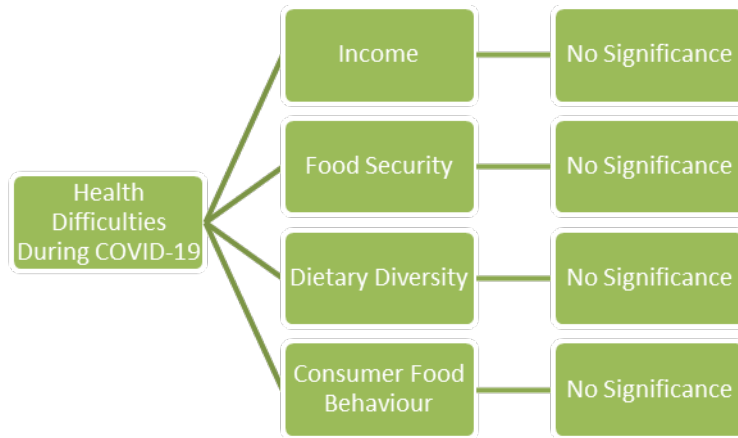 Income
No Significance
Food Security
No Significance
Health
Difficulties
During COVID-19
Dietary Diversity
No Significance
Consumer Food
Behaviour
No Significance